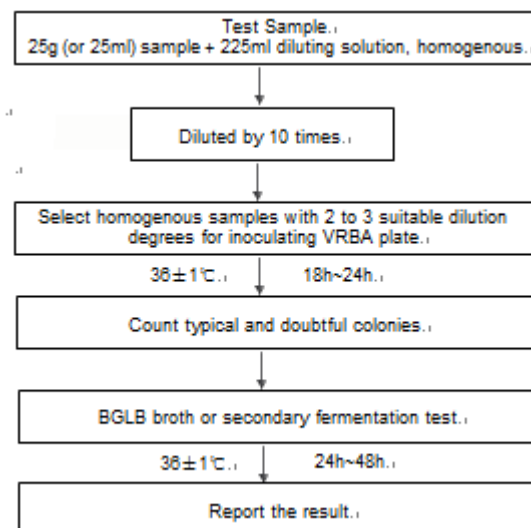 Test Sample.
25g (or 25ml) sample + 225ml diluting solution, homogenous.
Diluted by 10 times.
Select homogenous samples with 2 to 3 suitable dilution
degrees for inoculating VRBA plate.
36±1℃. 18h~24h.
Count typical and doubtful colonies.
BGLB broth or secondary fermentation test.
36±1℃. 24h~48h.
Report the result.